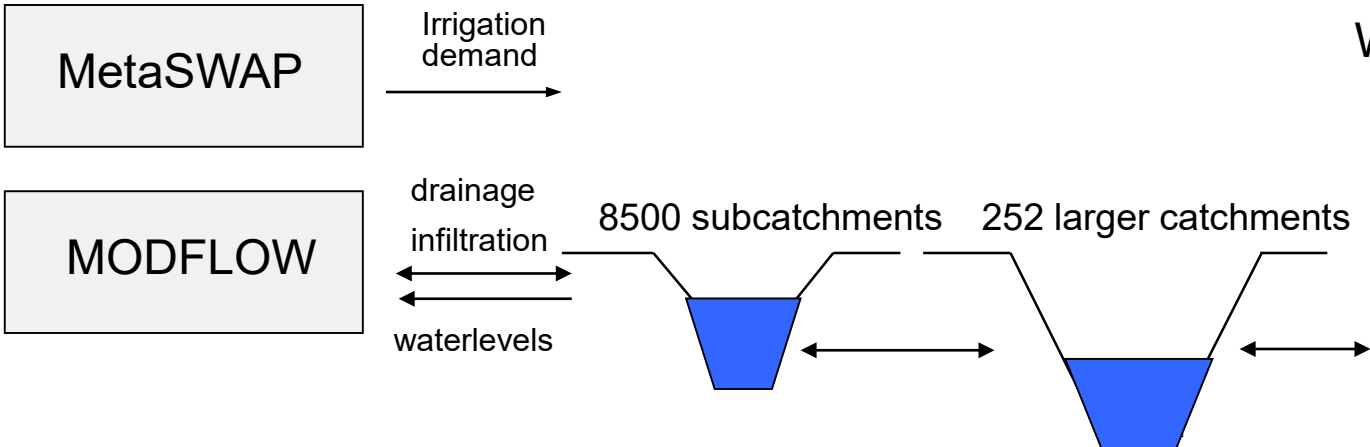 MetaSWAP
Irrigation
demand
MODFLOW
drainage
infiltration
waterlevels
8500 subcatchments
252 larger catchments